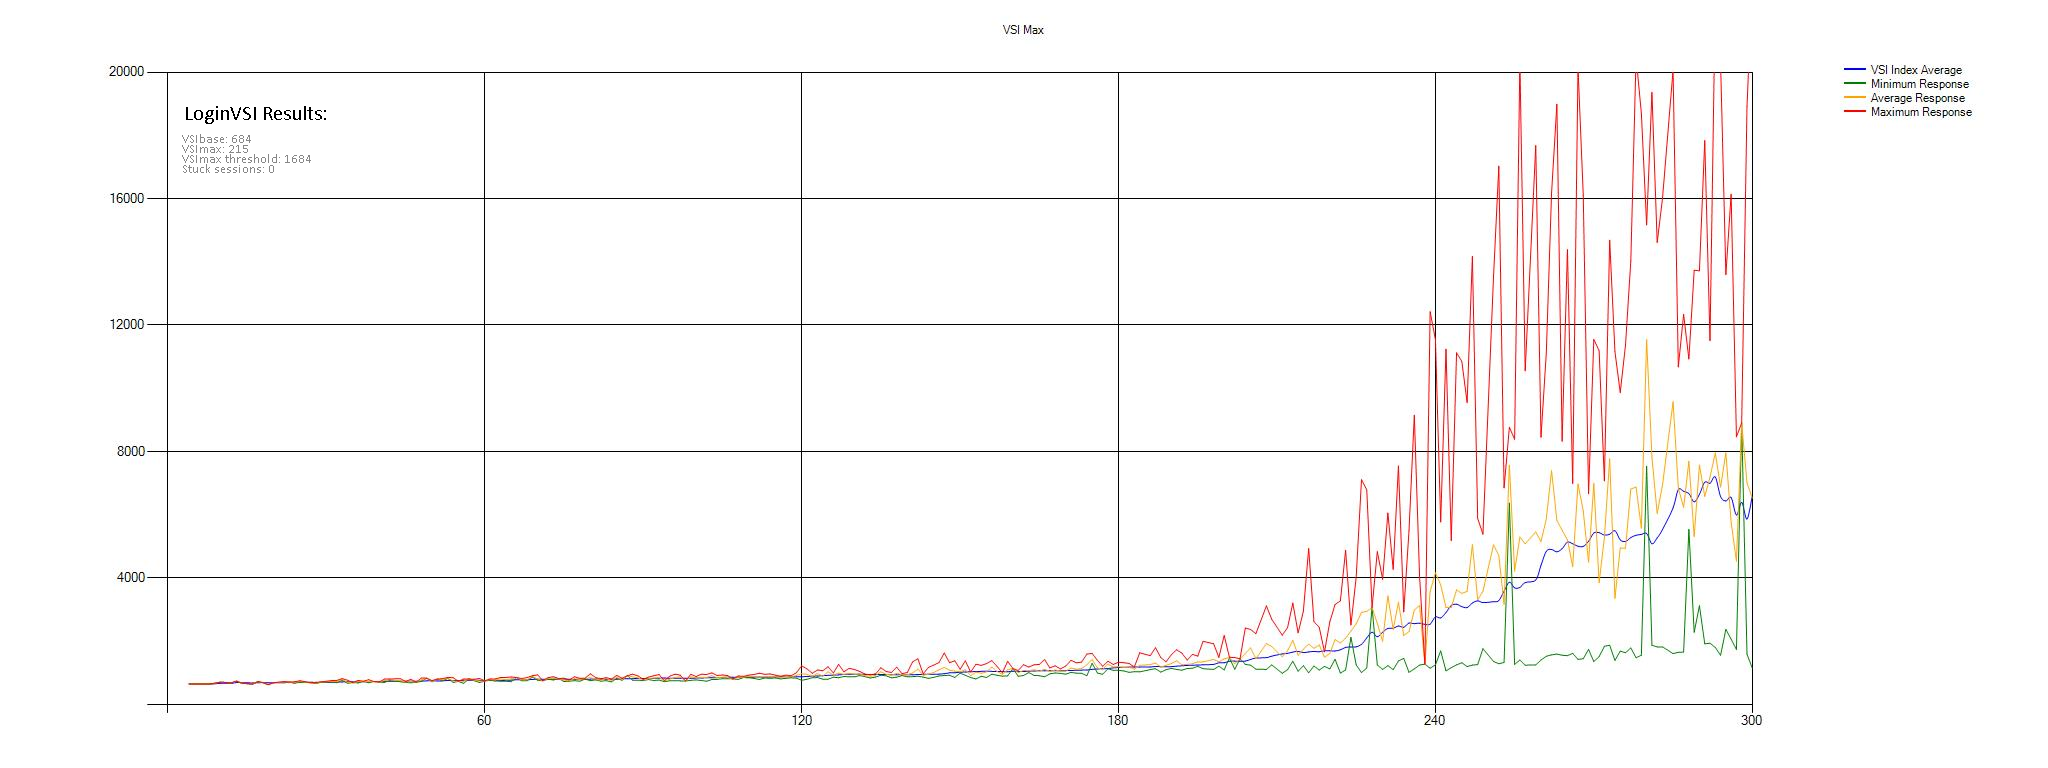 VSI Max
20000
16000
12000
8000
4000
LoginVSI Results:
VSIbase: 684
VSImax: 215
VSImax threshold: 1684
Stuck sessions: 0
VSI Index Average
Minimum Response
Average Response
Maximum Response
60
120
180
240
300